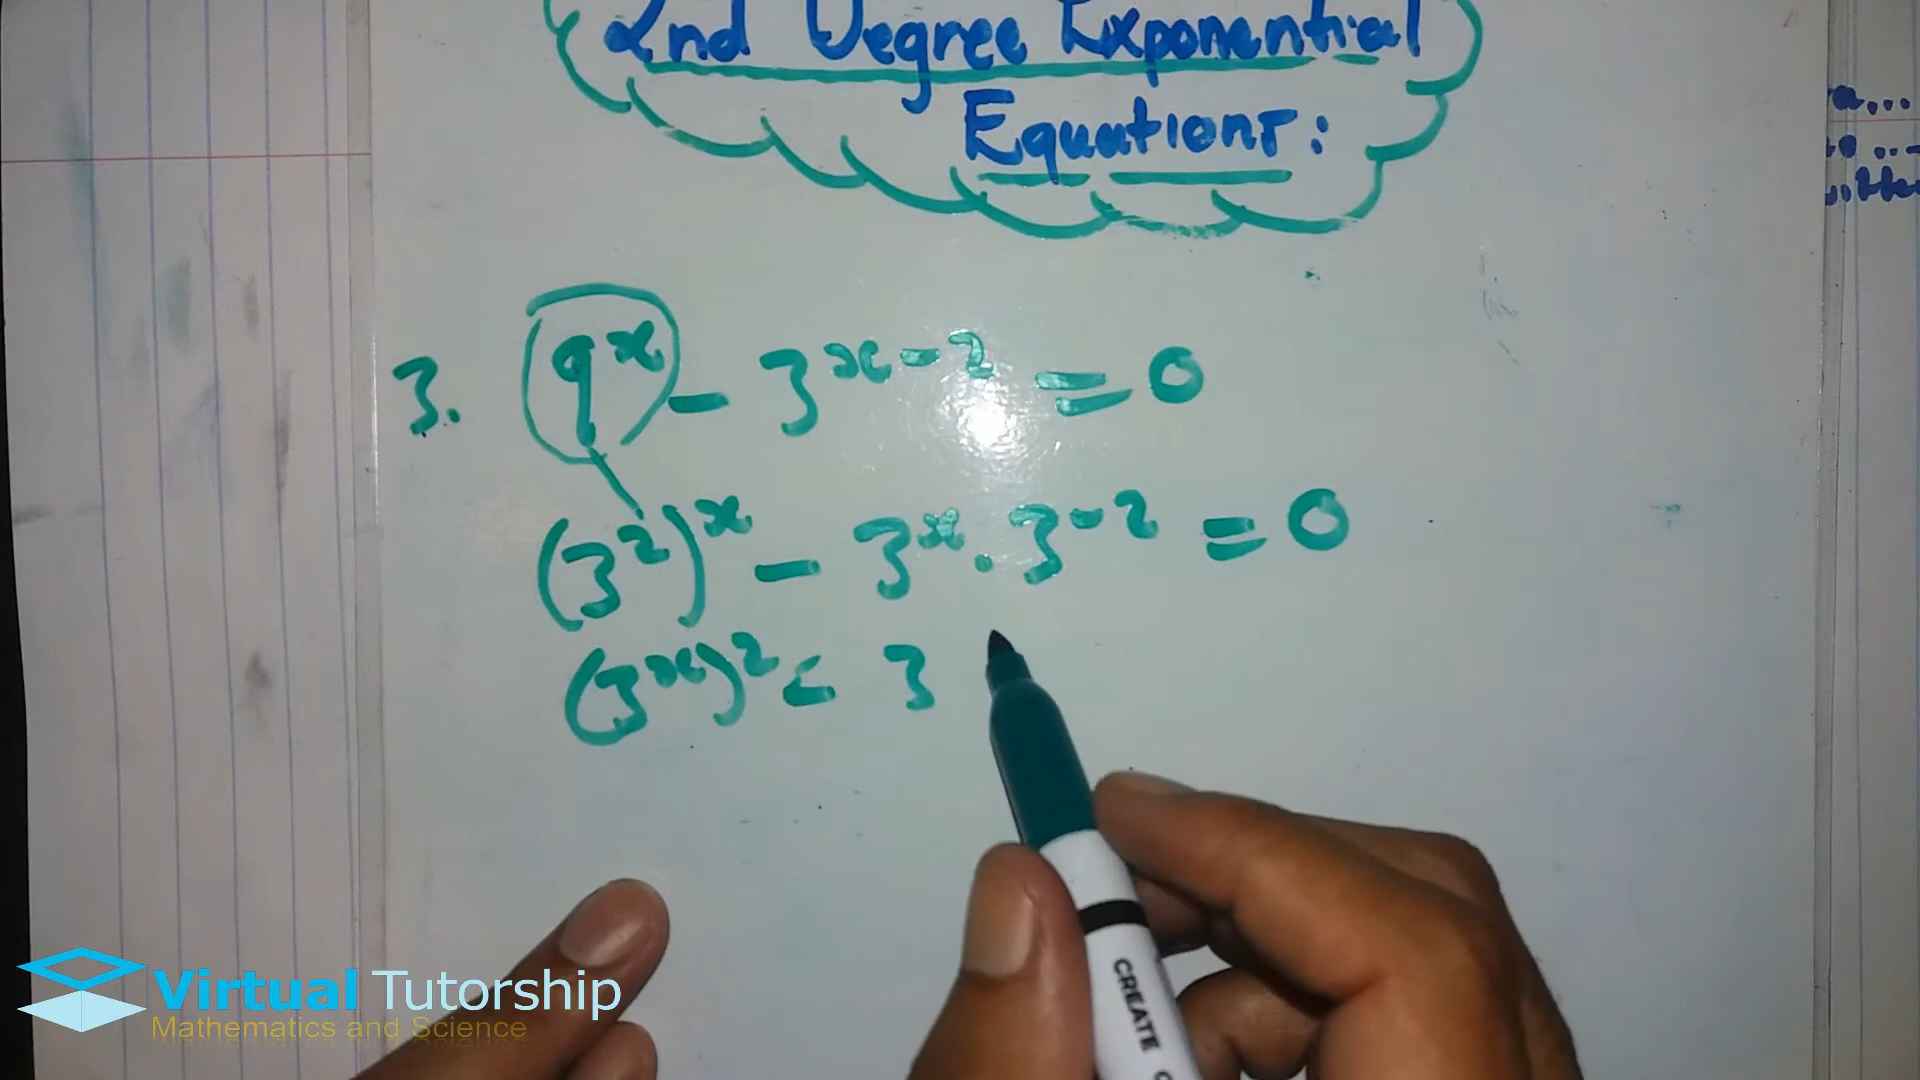 2nd Degree Exponential
Equations:
3. 9^x - 3^{x-2} = 0
(3^2)^x - 3^x . 3^{-2} = 0
(3^x)^2 - 3
CREATE
Virtual Tutorship
Mathematics and Science